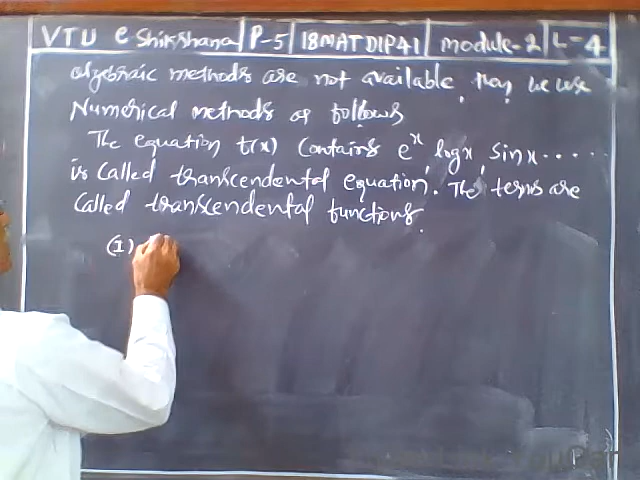 VTU e Shikshana P-5 18MATDIP41 module-2 L-4
algebraic methods are not available, then, we use
Numerical methods as follows
The equation f(x) contains e^x, log x, sin x.....
is called transcendental equation. The terms are
called transcendental functions.
(1)